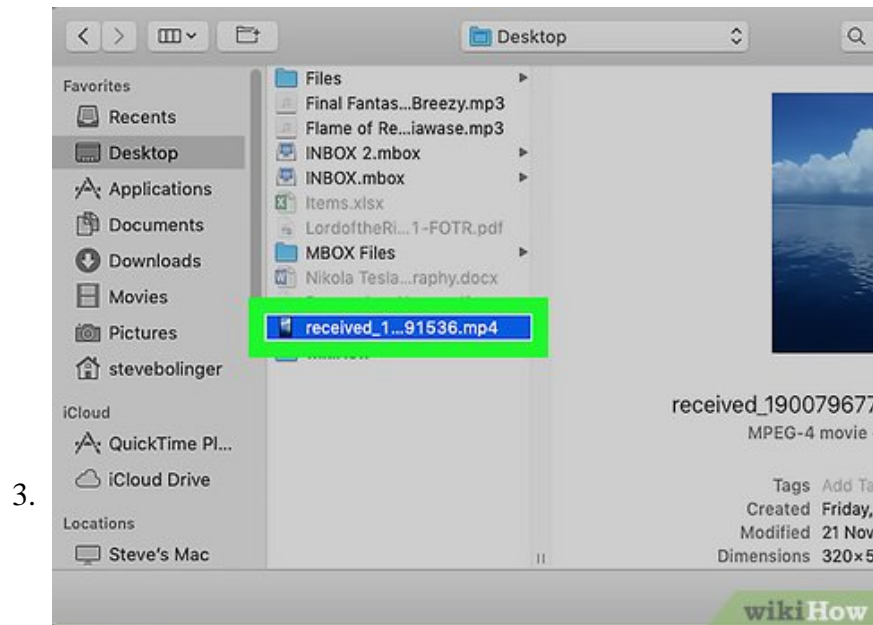 Desktop
Favorites
Recents
Desktop
Applications
Documents
Downloads
Movies
Pictures
stevebolinger
iCloud
QuickTime Pl...
iCloud Drive
Locations
Steve's Mac
Files
Final Fantas...Breezy.mp3
Flame of Re...iawase.mp3
INBOX 2.mbox
INBOX.mbox
Items.xlsx
LordoftheRi...1-FOTR.pdf
MBOX Files
Nikola Tesla...raphy.docx
received_1...91536.mp4
received_190079677
MPEG-4 movie
Tags Add Ta
Created Friday,
Modified 21 Nov
Dimensions 320×5
3.
wikiHow